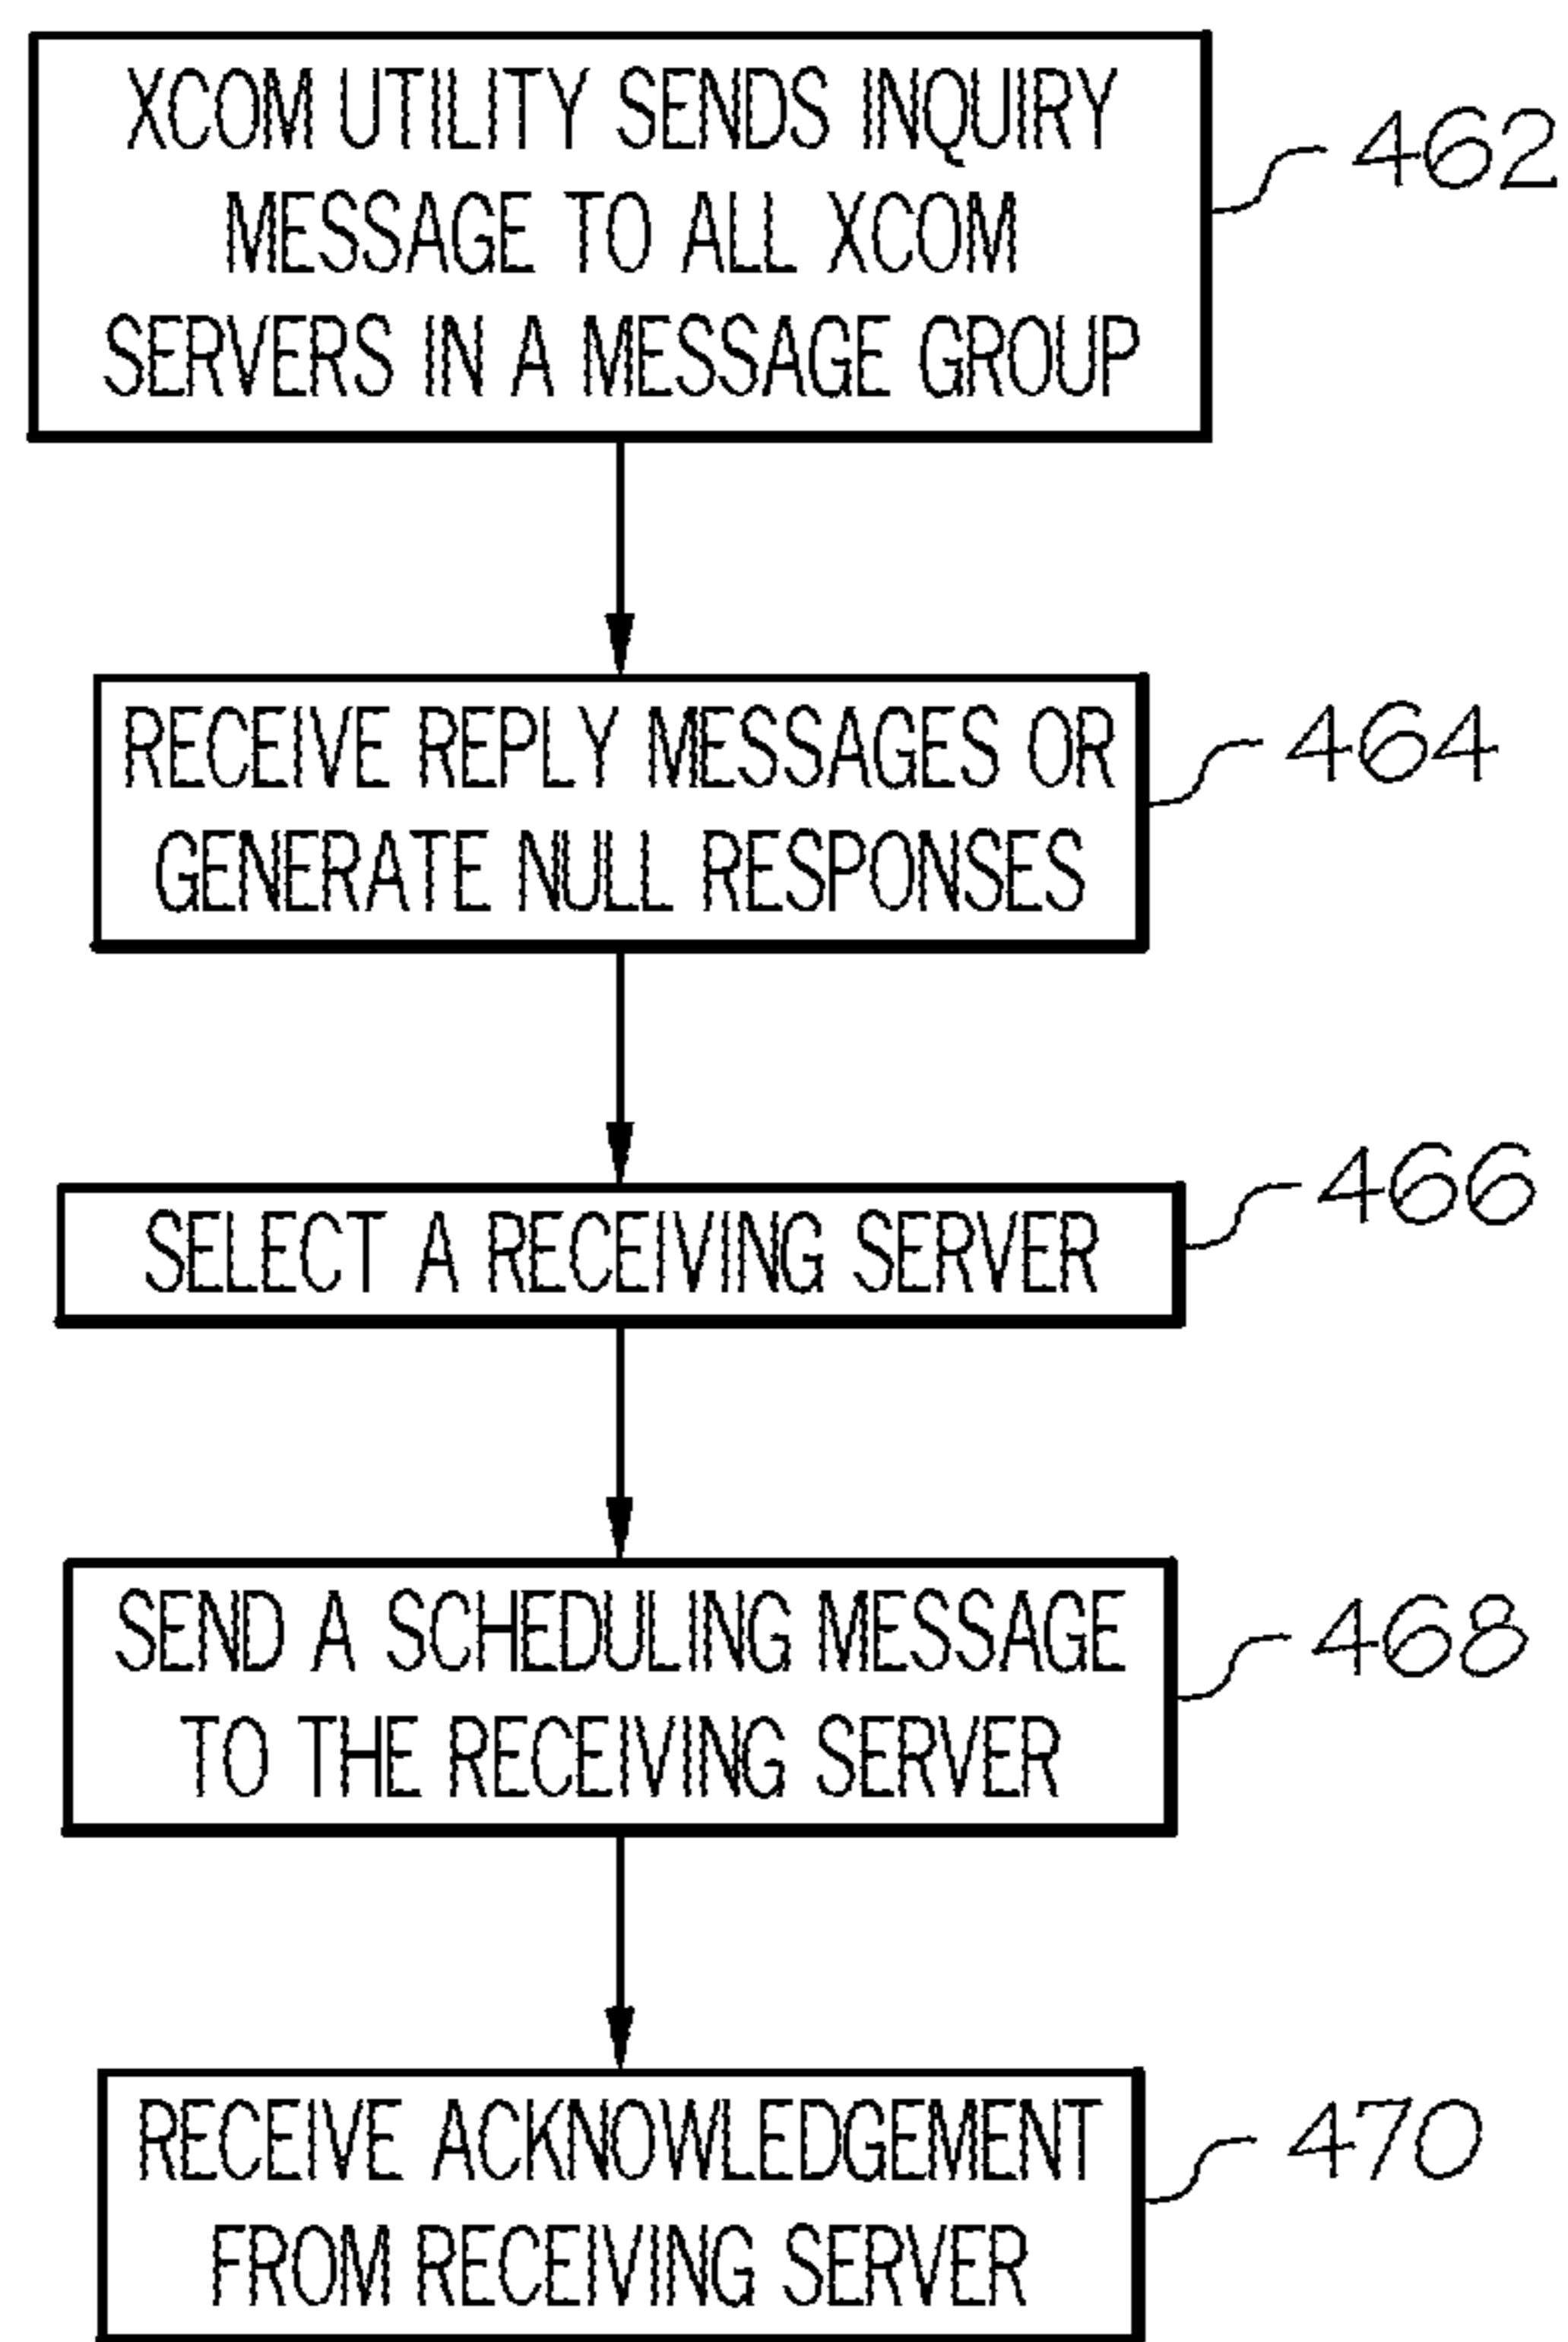 XCOM UTILITY SENDS INQUIRY
MESSAGE TO ALL XCOM
SERVERS IN A MESSAGE GROUP
462
RECEIVE REPLY MESSAGES OR
GENERATE NULL RESPONSES
464
SELECT A RECEIVING SERVER
466
SEND A SCHEDULING MESSAGE
TO THE RECEIVING SERVER
468
RECEIVE ACKNOWLEDGEMENT
FROM RECEIVING SERVER
470